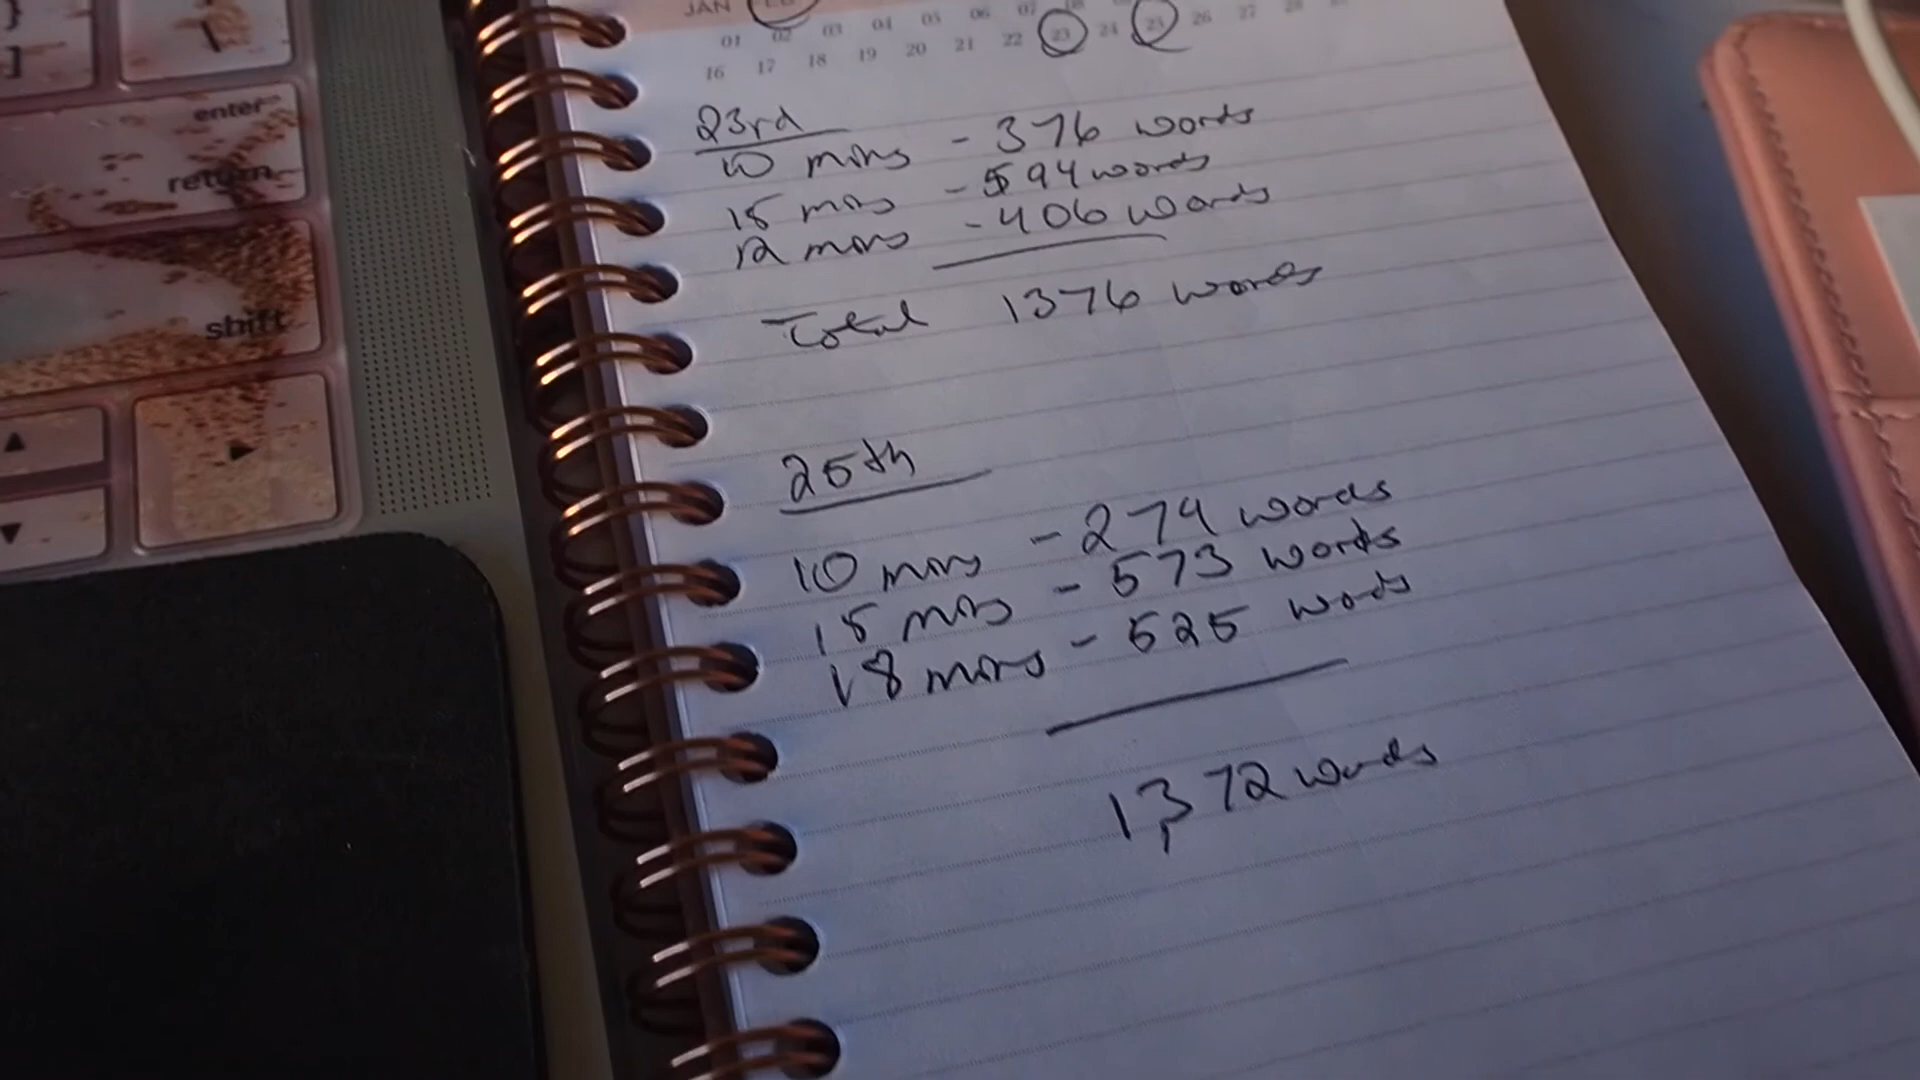 }
]
\
enter
return
shift
JAN
01 02 03 04 05 06 07
16 17 18 19 20 21 22 23 24 25 26 27 28
23rd
10 mins - 376 words
15 mins - 594 words
12 mins - 406 words
Total 1376 words
25th
10 mins - 274 words
15 mins - 573 words
18 mins - 525 words
1,372 words